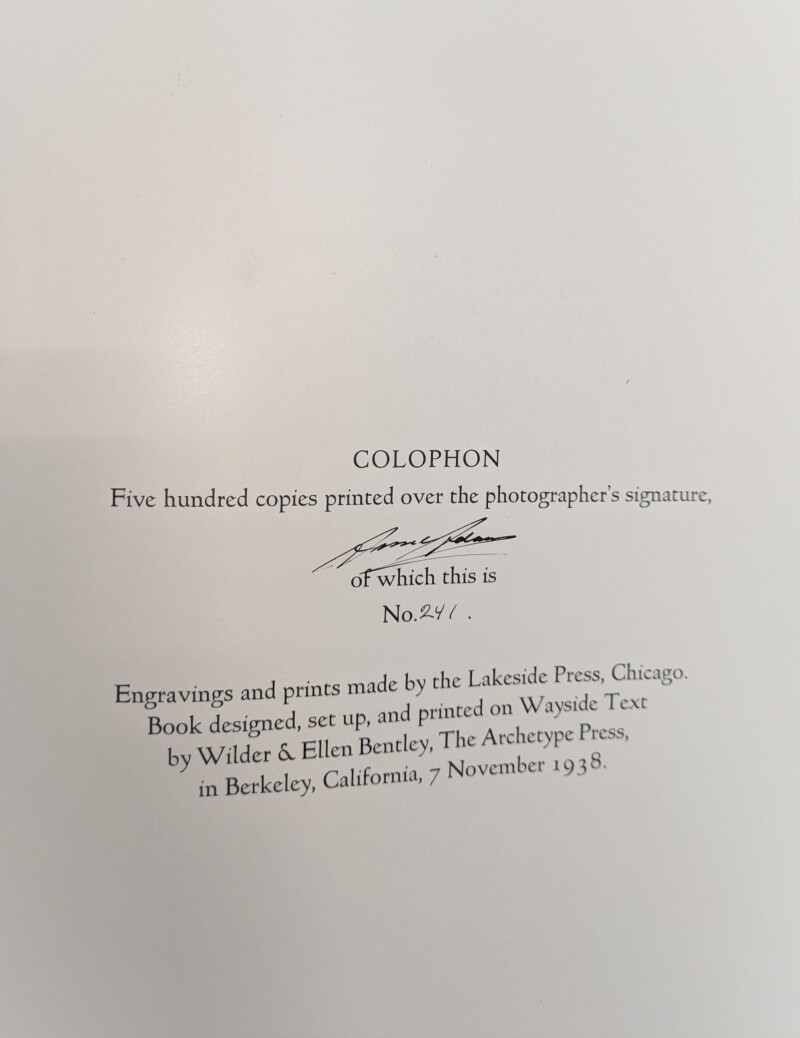 COLOPHON
Five hundred copies printed over the photographer's signature,
Ansel Adams
of which this is
No. 241.
Engravings and prints made by the Lakeside Press, Chicago.
Book designed, set up, and printed on Wayside Text
by Wilder & Ellen Bentley, The Archetype Press,
in Berkeley, California, 7 November 1938.